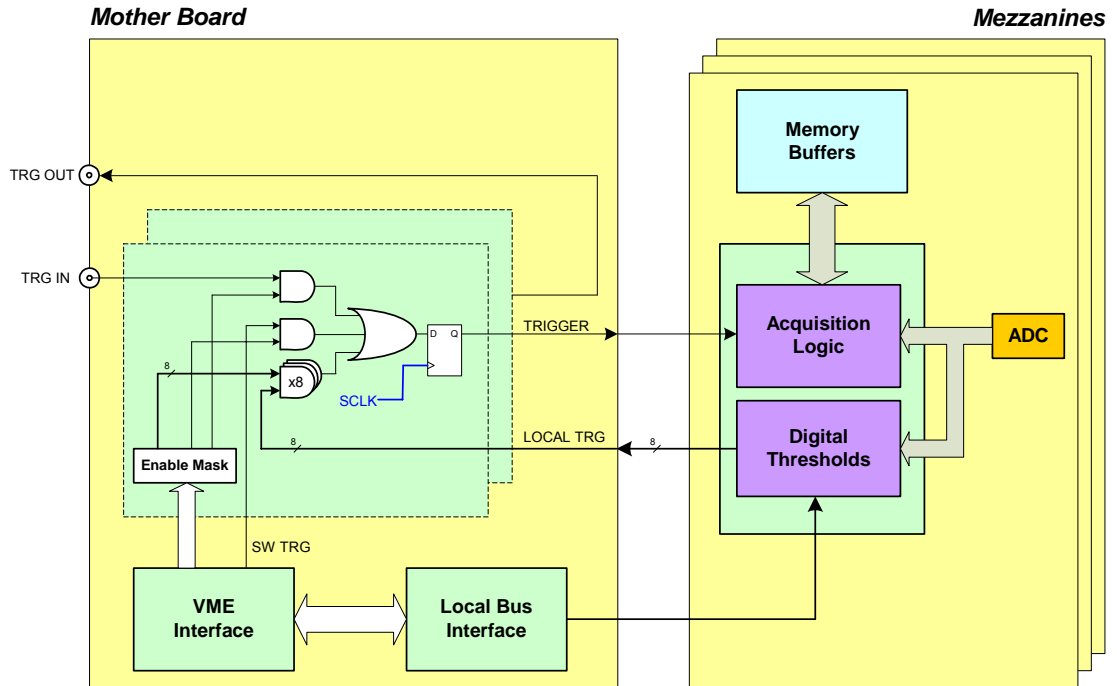 Mother Board
Mezzanines
Memory
Buffers
TRG OUT
TRG IN
D
Q
TRIGGER
Acquisition
Logic
ADC
8
x8
SCLK
LOCAL TRG
8
8
Digital
Thresholds
Enable Mask
SW TRG
VME
Interface
Local Bus
Interface